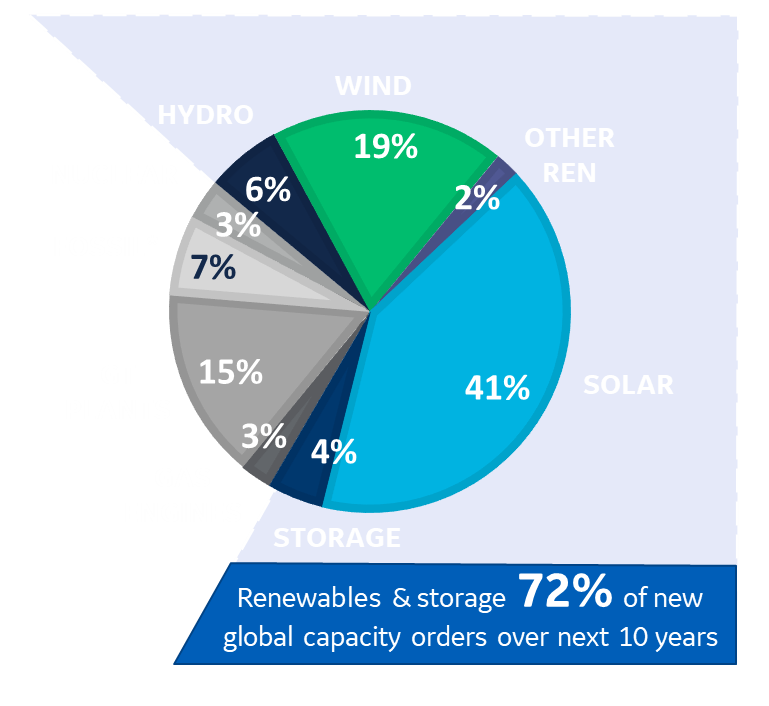 WIND
HYDRO
OTHER
REN
19%
6%
2%
3%
7%
15%
41%
SOLAR
3%
4%
STORAGE
Renewables & storage 72% of new
global capacity orders over next 10 years